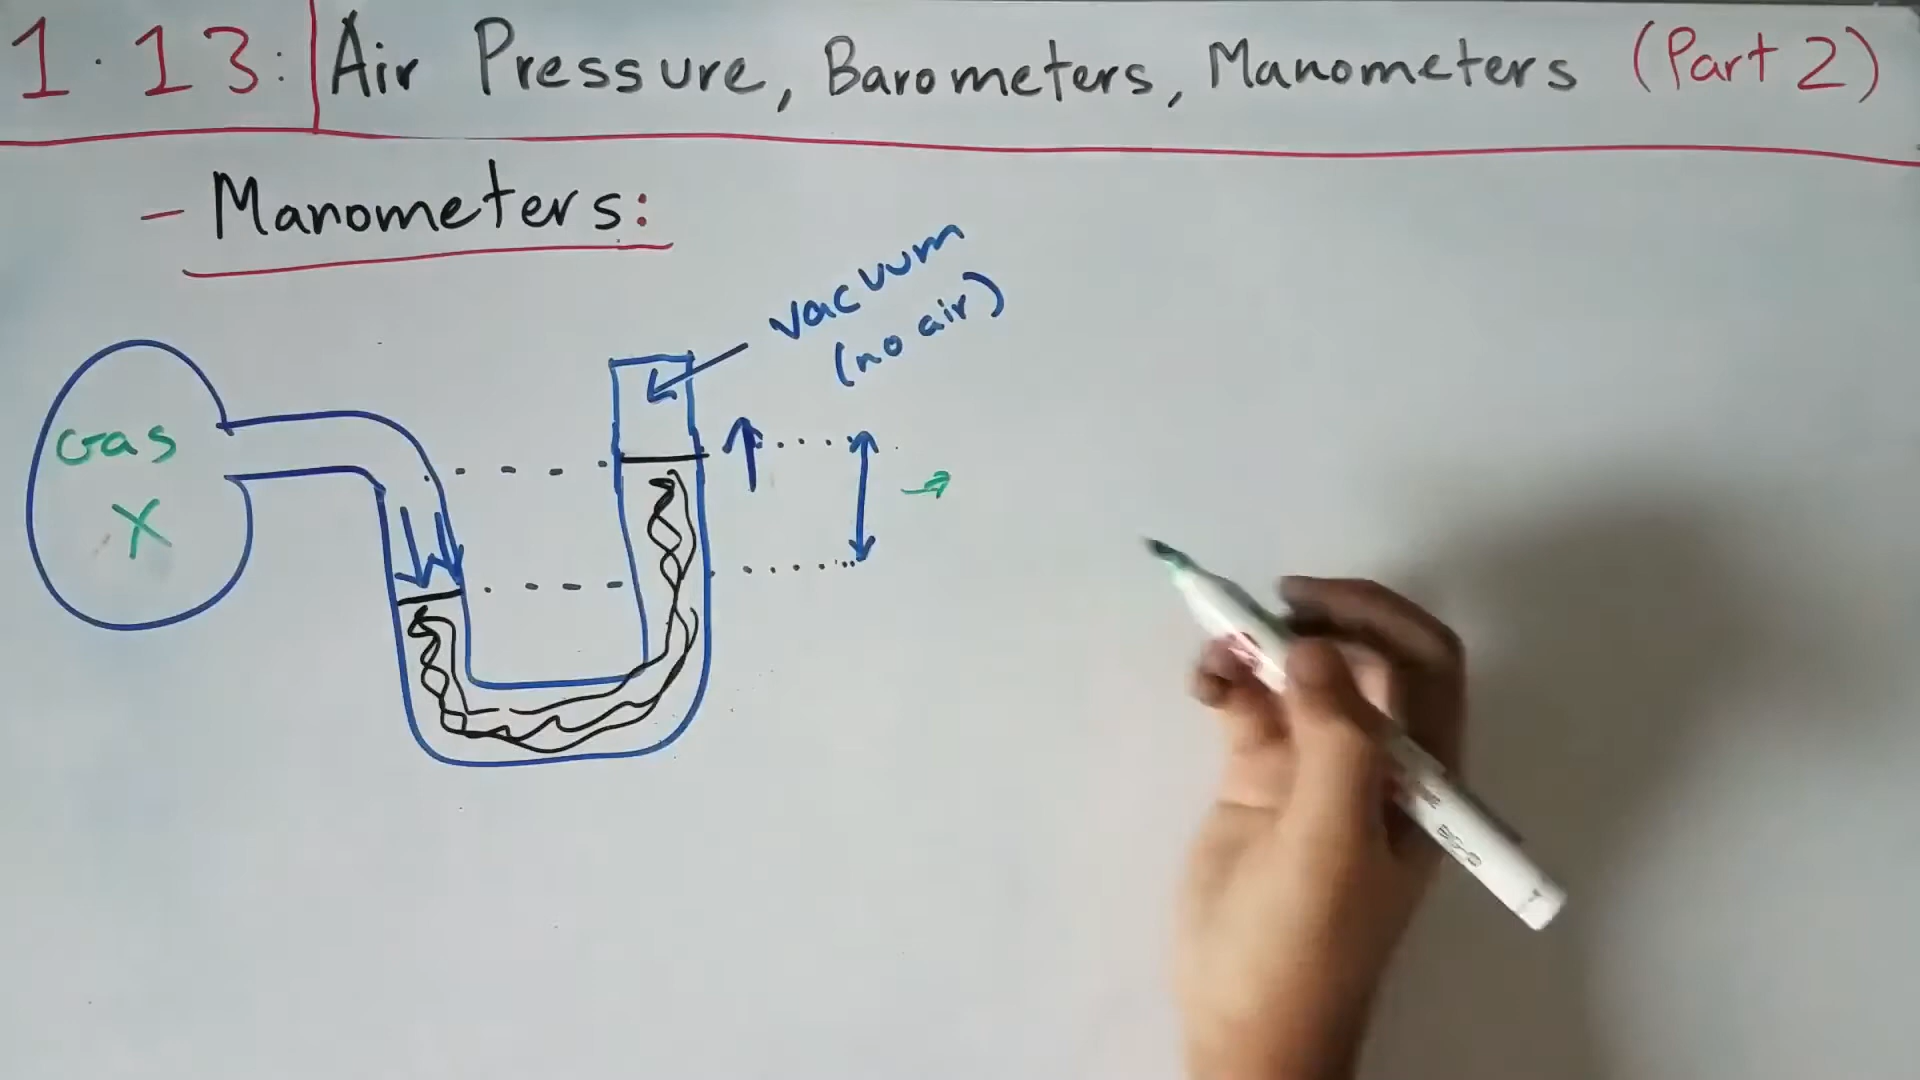 1.13: Air Pressure, Barometers, Manometers (Part 2)
- Manometers:
vacuum
(no air)
Gas
X